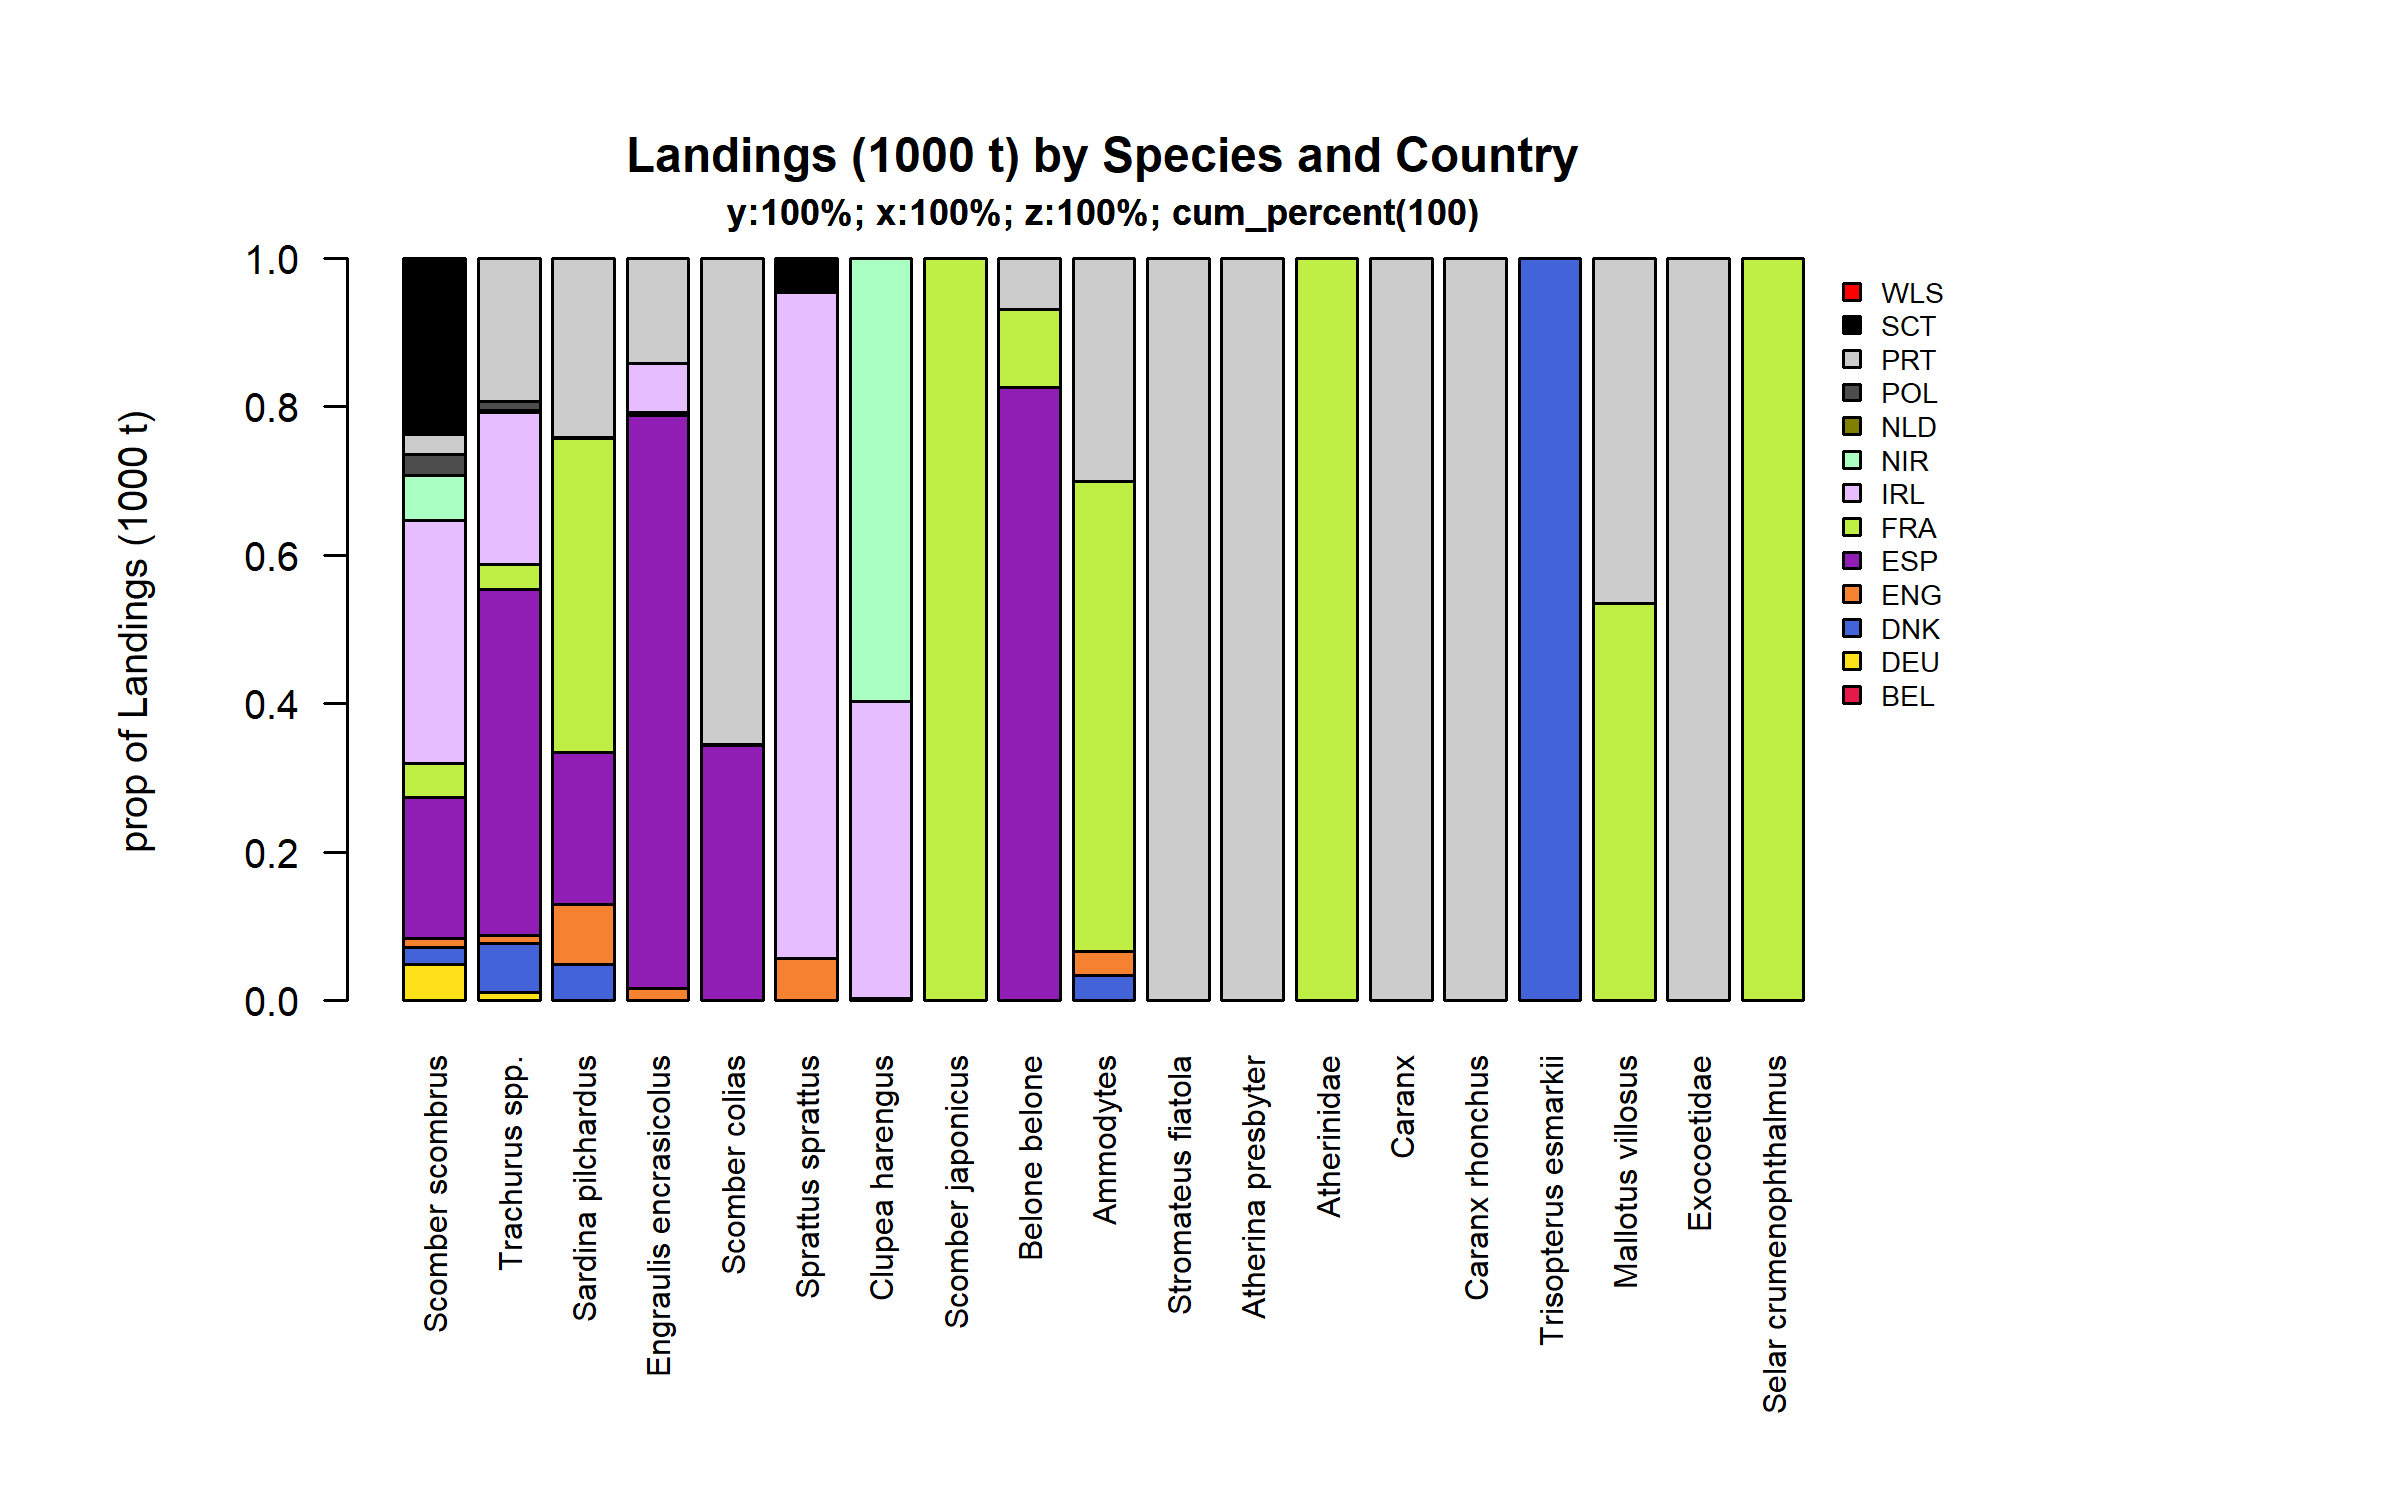 Landings (1000 t) by Species and Country
y:100%; x:100%; z:100%; cum_percent(100)
prop of Landings (1000 t)
1.0
0.8
0.6
0.4
0.2
0.0
WLS
SCT
PRT
POL
NLD
NIR
IRL
FRA
ESP
ENG
DNK
DEU
BEL
Scomber scombrus
Trachurus spp.
Sardina pilchardus
Engraulis encrasicolus
Scomber colias
Sprattus sprattus
Clupea harengus
Scomber japonicus
Belone belone
Ammodytes
Stromateus fiatola
Atherina presbyter
Atherinidae
Caranx
Caranx rhonchus
Trisopterus esmarkii
Mallotus villosus
Exocoetidae
Selar crumenophthalmus